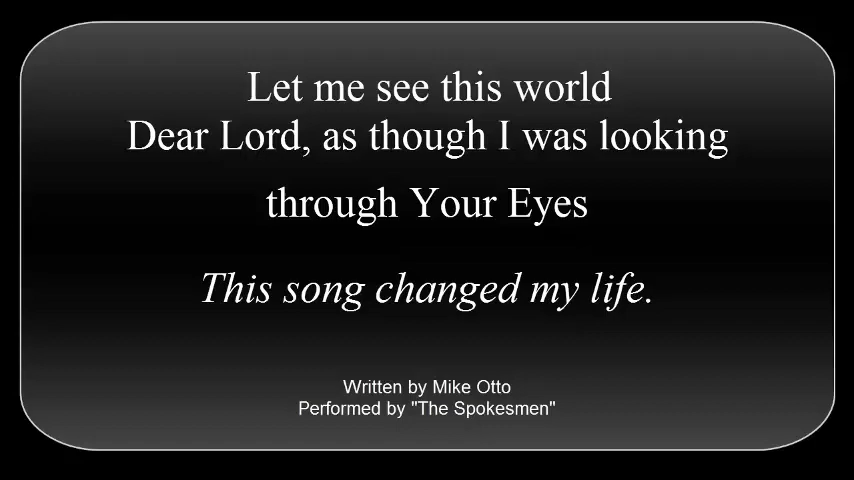 Let me see this world
Dear Lord, as though I was looking
through Your Eyes
This song changed my life.
Written by Mike Otto
Performed by "The Spokesmen"